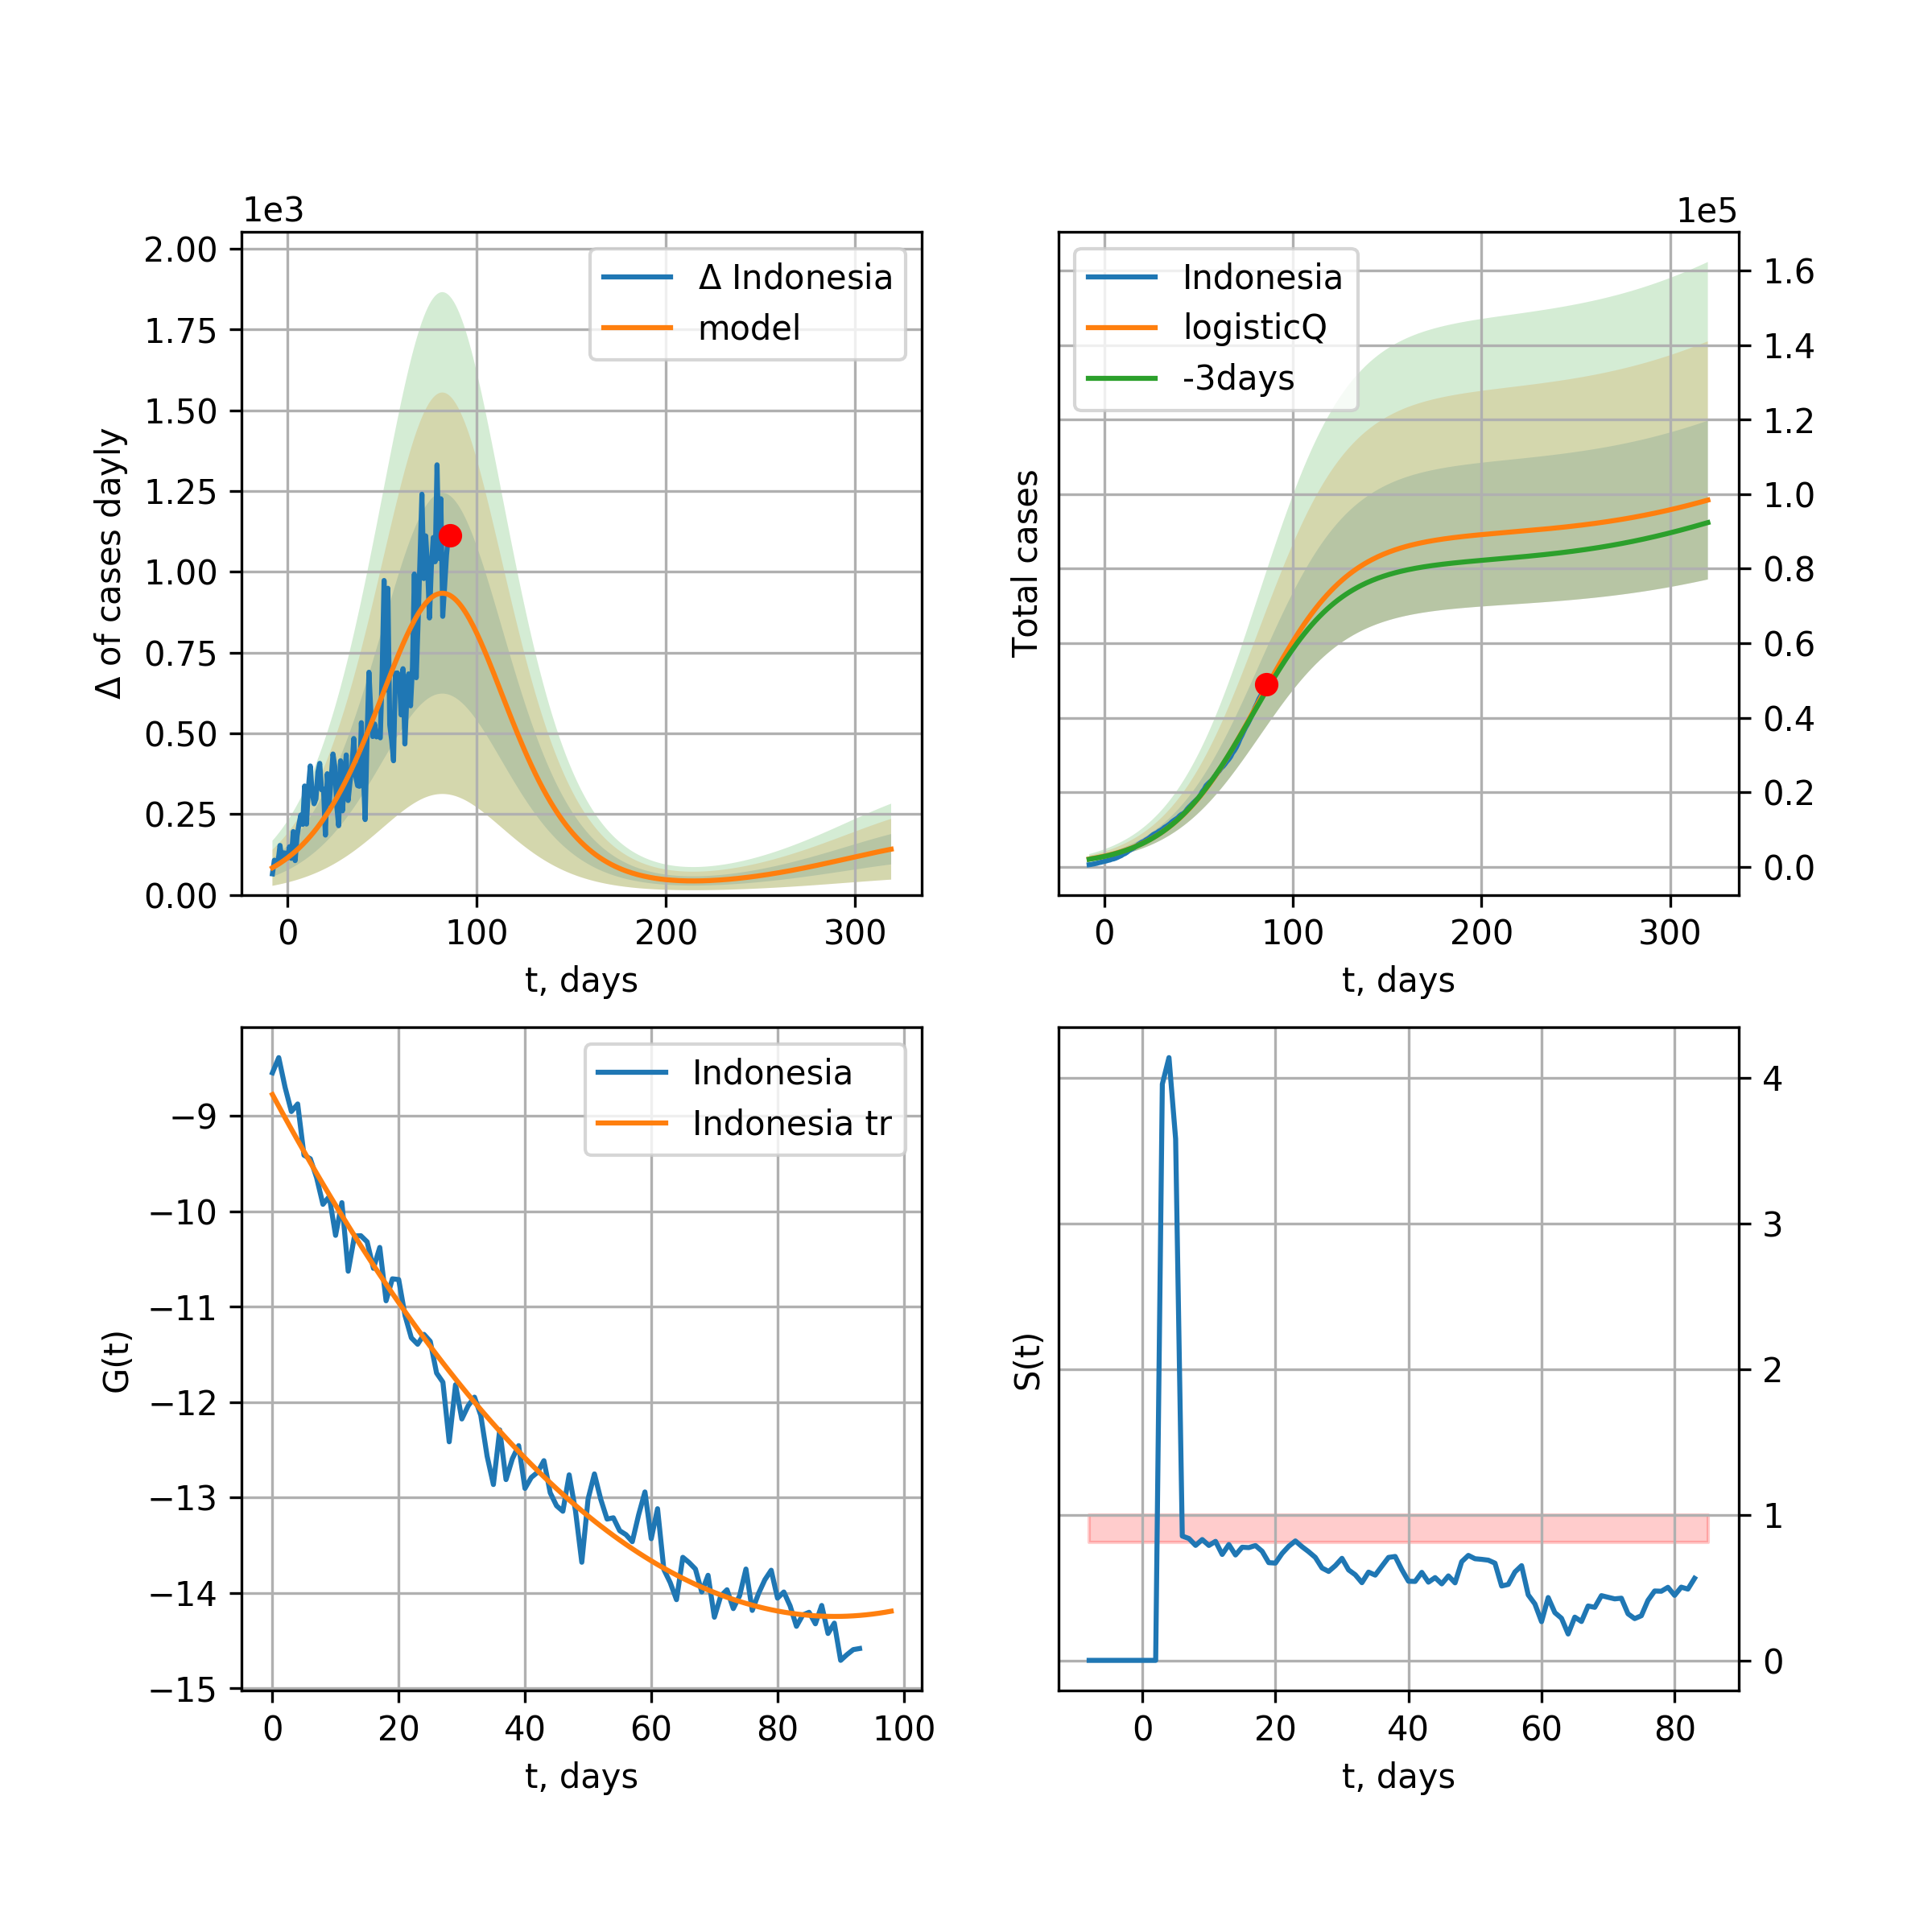 1e3
2.00
1.75
1.50
1.25
1.00
0.75
0.50
0.25
0.00
Δ of cases dayly
Δ Indonesia
model
0 100 200 300
t, days
1e5
Indonesia
logisticQ
-3days
Total cases
1.6
1.4
1.2
1.0
0.8
0.6
0.4
0.2
0.0
0 100 200 300
t, days
Indonesia
Indonesia tr
G(t)
−9
−10
−11
−12
−13
−14
−15
0 20 40 60 80 100
t, days
S(t)
4
3
2
1
0
0 20 40 60 80
t, days